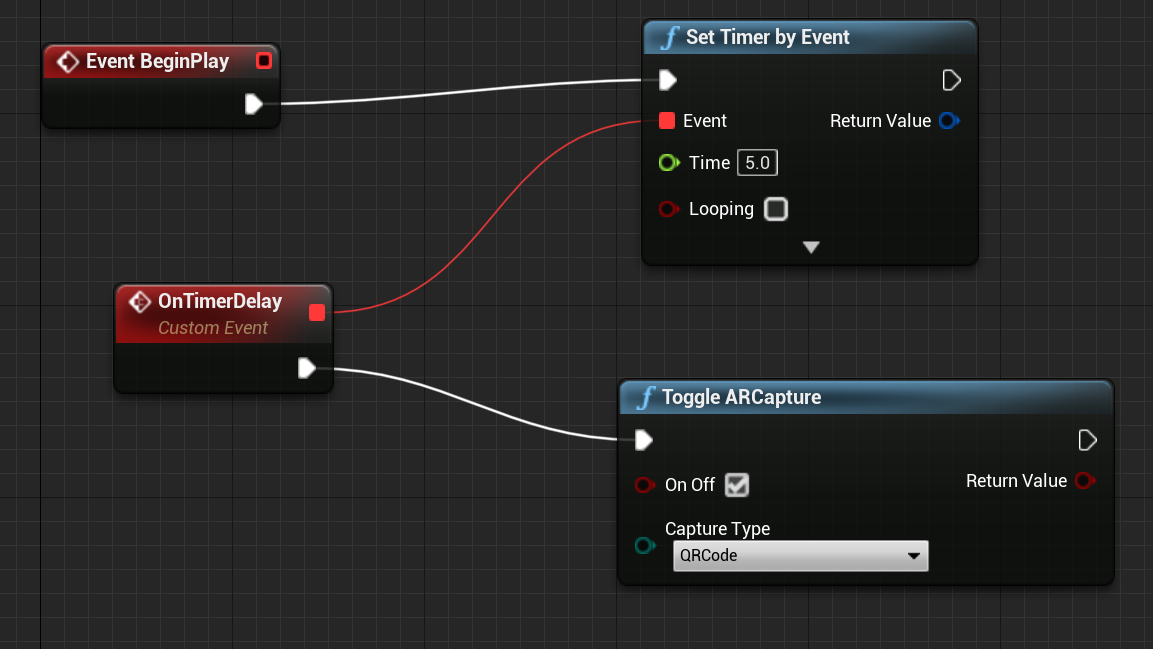 Event BeginPlay
Set Timer by Event
Event
Return Value
Time 5.0
Looping
OnTimerDelay
Custom Event
Toggle ARCapture
On Off
Return Value
Capture Type
QRCode